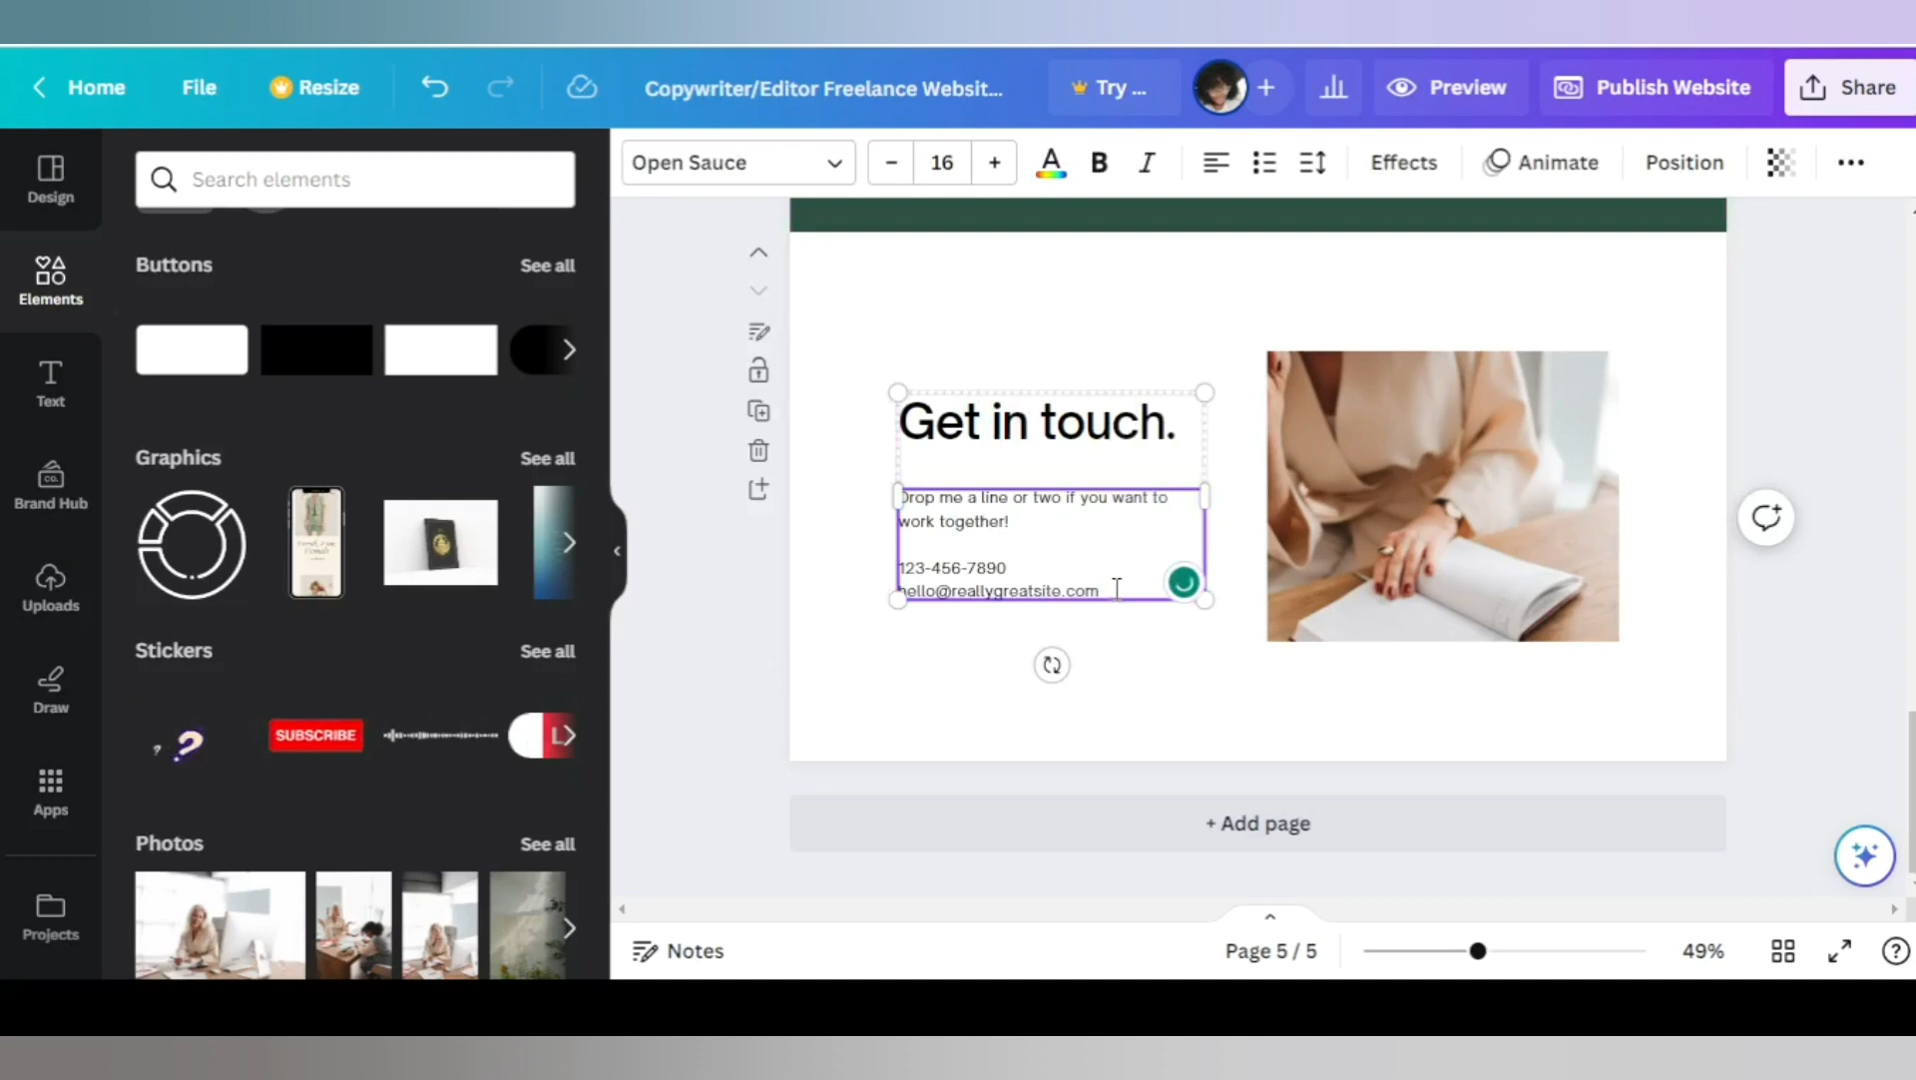 Home
File
Resize
Copywriter/Editor Freelance Websit...
Try ...
Preview
Publish Website
Share
Design
Elements
Text
CO.
Brand Hub
Uploads
Draw
Apps
Projects
Search elements
Buttons
See all
Graphics
See all
Stickers
See all
?
?
SUBSCRIBE
L
Photos
See all
Open Sauce
16
A
B
I
Effects
Animate
Position
Get in touch.
Drop me a line or two if you want to
work together!
123-456-7890
hello@reallygreatsite.com
+ Add page
Notes
Page 5 / 5
49%
?